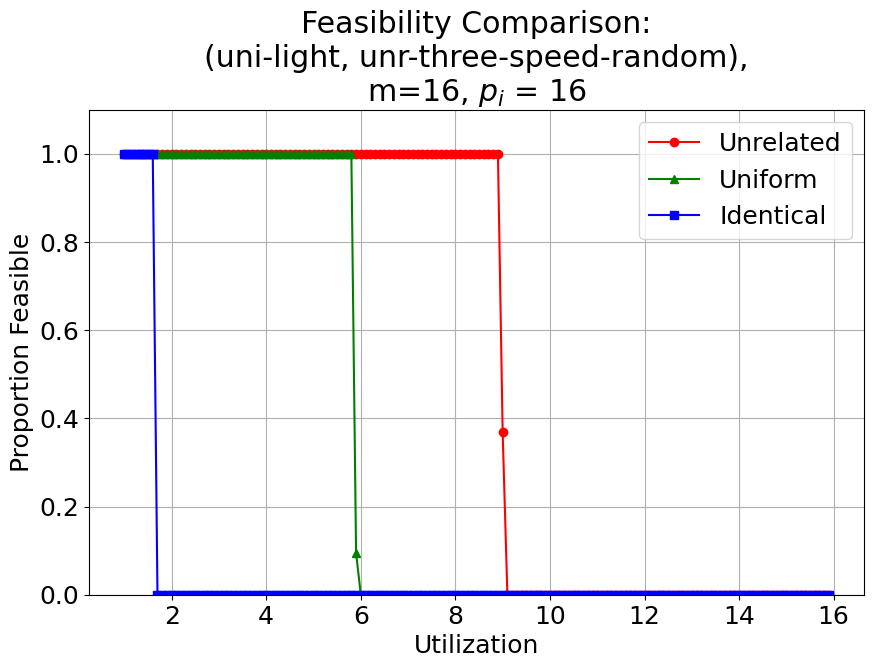 Feasibility Comparison:
(uni-light, unr-three-speed-random),
m=16, $p_i$ = 16
Unrelated
Uniform
Identical
Proportion Feasible
1.0
0.8
0.6
0.4
0.2
0.0
2 4 6 8 10 12 14 16
Utilization